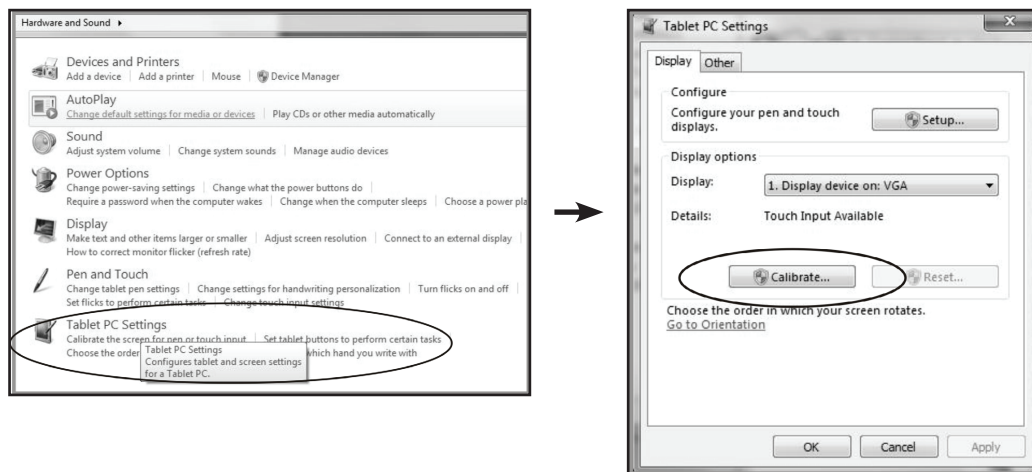 Hardware and Sound
Devices and Printers
Add a device Add a printer Mouse Device Manager
AutoPlay
Change default settings for media or devices Play CDs or other media automatically
Sound
Adjust system volume Change system sounds Manage audio devices
Power Options
Change power-saving settings Change what the power buttons do
Require a password when the computer wakes Change when the computer sleeps Choose a power pla
Display
Make text and other items larger or smaller Adjust screen resolution Connect to an external display
How to correct monitor flicker (refresh rate)
Pen and Touch
Change tablet pen settings Change settings for handwriting personalization Turn flicks on and off
Set flicks to perform certain tasks Change touch input settings
Tablet PC Settings
Calibrate the screen for pen or touch input Set tablet buttons to perform certain tasks
Choose the order which hand you write with
Tablet PC Settings
Configures tablet and screen settings
for a Tablet PC.
Tablet PC Settings
Display Other
Configure
Configure your pen and touch
displays.
Setup...
Display options
Display: 1. Display device on: VGA
Details: Touch Input Available
Calibrate... Reset...
Choose the order in which your screen rotates.
Go to Orientation
OK Cancel Apply